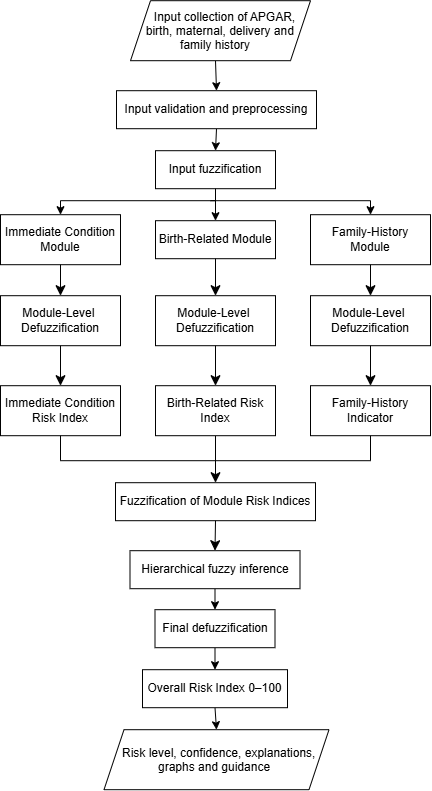 Input collection of APGAR,
birth, maternal, delivery and
family history
Input validation and preprocessing
Input fuzzification
Immediate Condition
Module
Birth-Related Module
Family-History
Module
Module-Level
Defuzzification
Module-Level
Defuzzification
Module-Level
Defuzzification
Immediate Condition
Risk Index
Birth-Related Risk
Index
Family-History
Indicator
Fuzzification of Module Risk Indices
Hierarchical fuzzy inference
Final defuzzification
Overall Risk Index 0–100
Risk level, confidence, explanations,
graphs and guidance